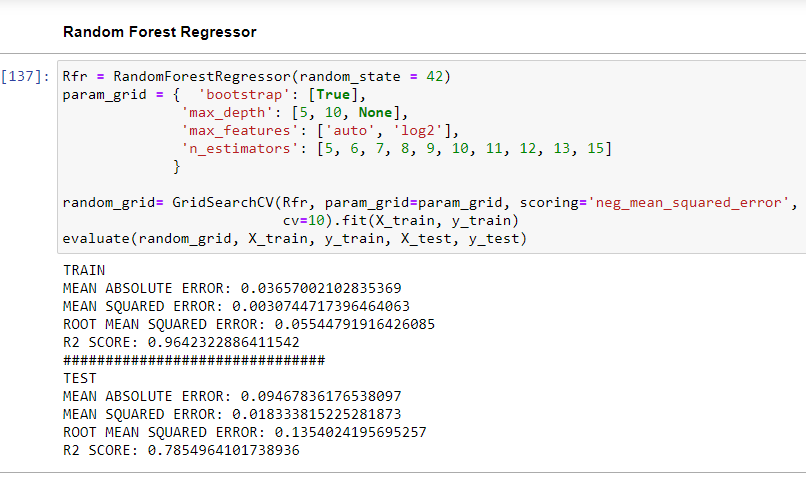 Random Forest Regressor
[137]: Rfr = RandomForestRegressor(random_state = 42)
param_grid = {  'bootstrap': [True],
'max_depth': [5, 10, None],
'max_features': ['auto', 'log2'],
'n_estimators': [5, 6, 7, 8, 9, 10, 11, 12, 13, 15]
}
random_grid= GridSearchCV(Rfr, param_grid=param_grid, scoring='neg_mean_squared_error',
cv=10).fit(X_train, y_train)
evaluate(random_grid, X_train, y_train, X_test, y_test)
TRAIN
MEAN ABSOLUTE ERROR: 0.03657002102835369
MEAN SQUARED ERROR: 0.0030744717396464063
ROOT MEAN SQUARED ERROR: 0.05544791916426085
R2 SCORE: 0.9642322886411542
###############################
TEST
MEAN ABSOLUTE ERROR: 0.09467836176538097
MEAN SQUARED ERROR: 0.018333815225281873
ROOT MEAN SQUARED ERROR: 0.1354024195695257
R2 SCORE: 0.7854964101738936